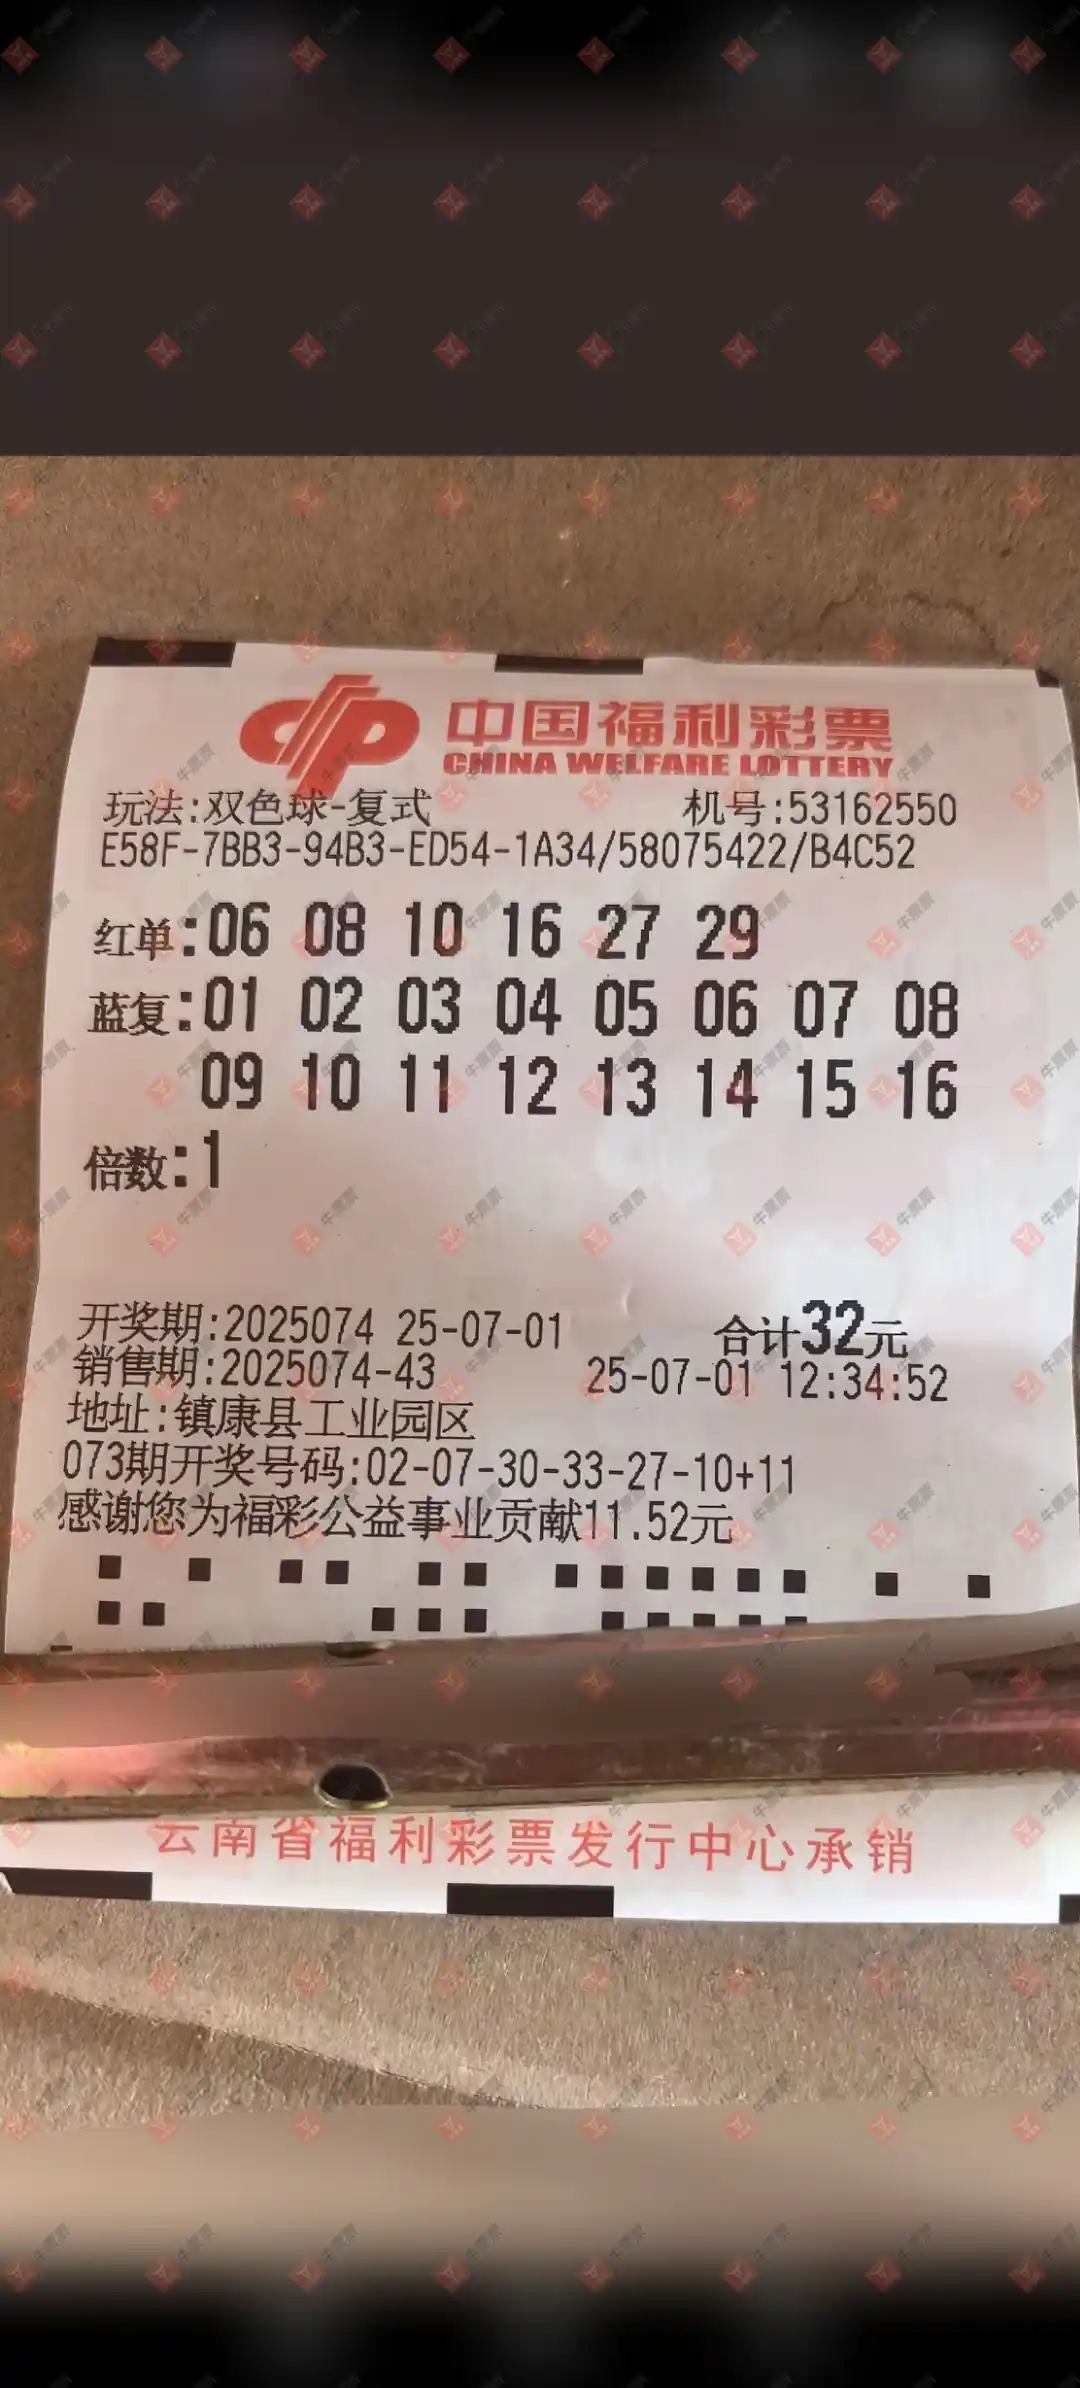 中国福利彩票
CHINA WELFARE LOTTERY
玩法:双色球-复式 机号:53162550
E58F-7BB3-94B3-ED54-1A34/58075422/B4C52
红单:06 08 10 16 27 29
蓝复:01 02 03 04 05 06 07 08
09 10 11 12 13 14 15 16
倍数:1
开奖期:2025074 25-07-01 合计32元
销售期:2025074-43 25-07-01 12:34:52
地址:镇康县工业园区
073期开奖号码:02-07-30-33-27-10+11
感谢您为福彩公益事业贡献11.52元
云南省福利彩票发行中心承销
牛票票